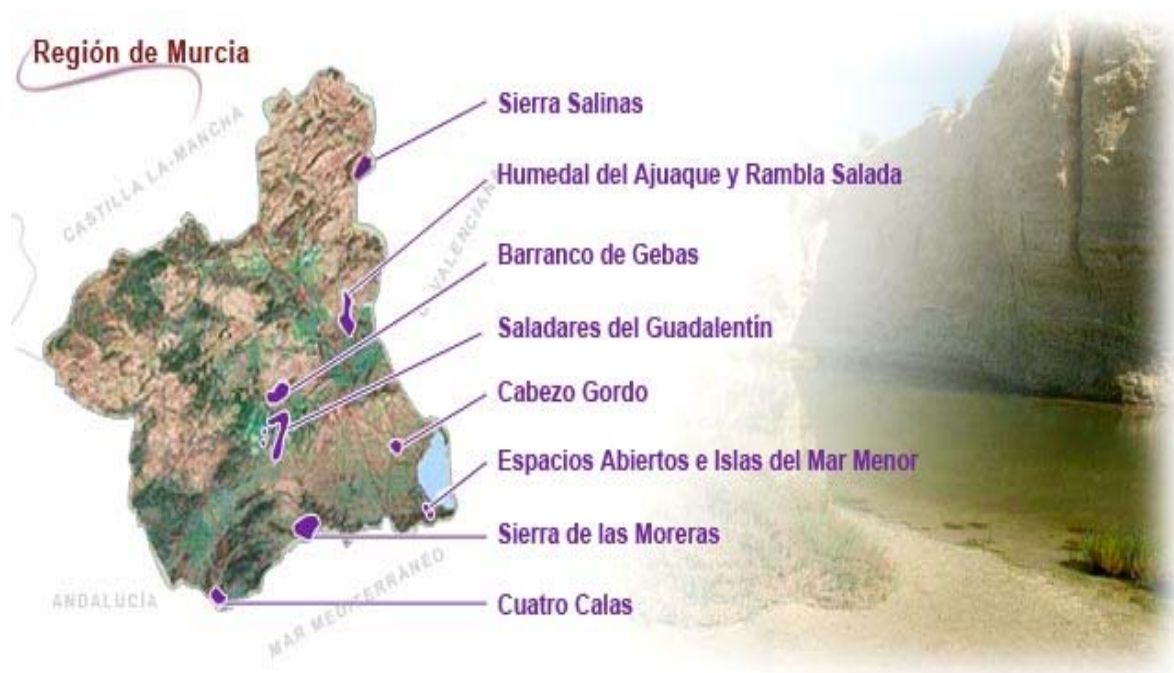 Región de Murcia
CASTILLA LA-MANCHA
Sierra Salinas
Humedal del Ajuaque y Rambla Salada
VALENCIANA
Barranco de Gebas
Saladares del Guadalentín
Cabezo Gordo
Espacios Abiertos e Islas del Mar Menor
Sierra de las Moreras
ANDALUCÍA
MAR MEDITERRÁNEO
Cuatro Calas